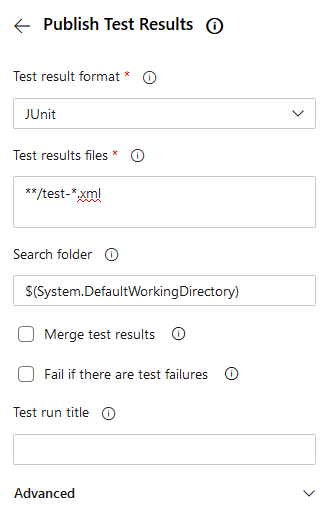 Publish Test Results
Test result format *
JUnit
Test results files *
**/test-*.xml
Search folder
$(System.DefaultWorkingDirectory)
Merge test results
Fail if there are test failures
Test run title
Advanced